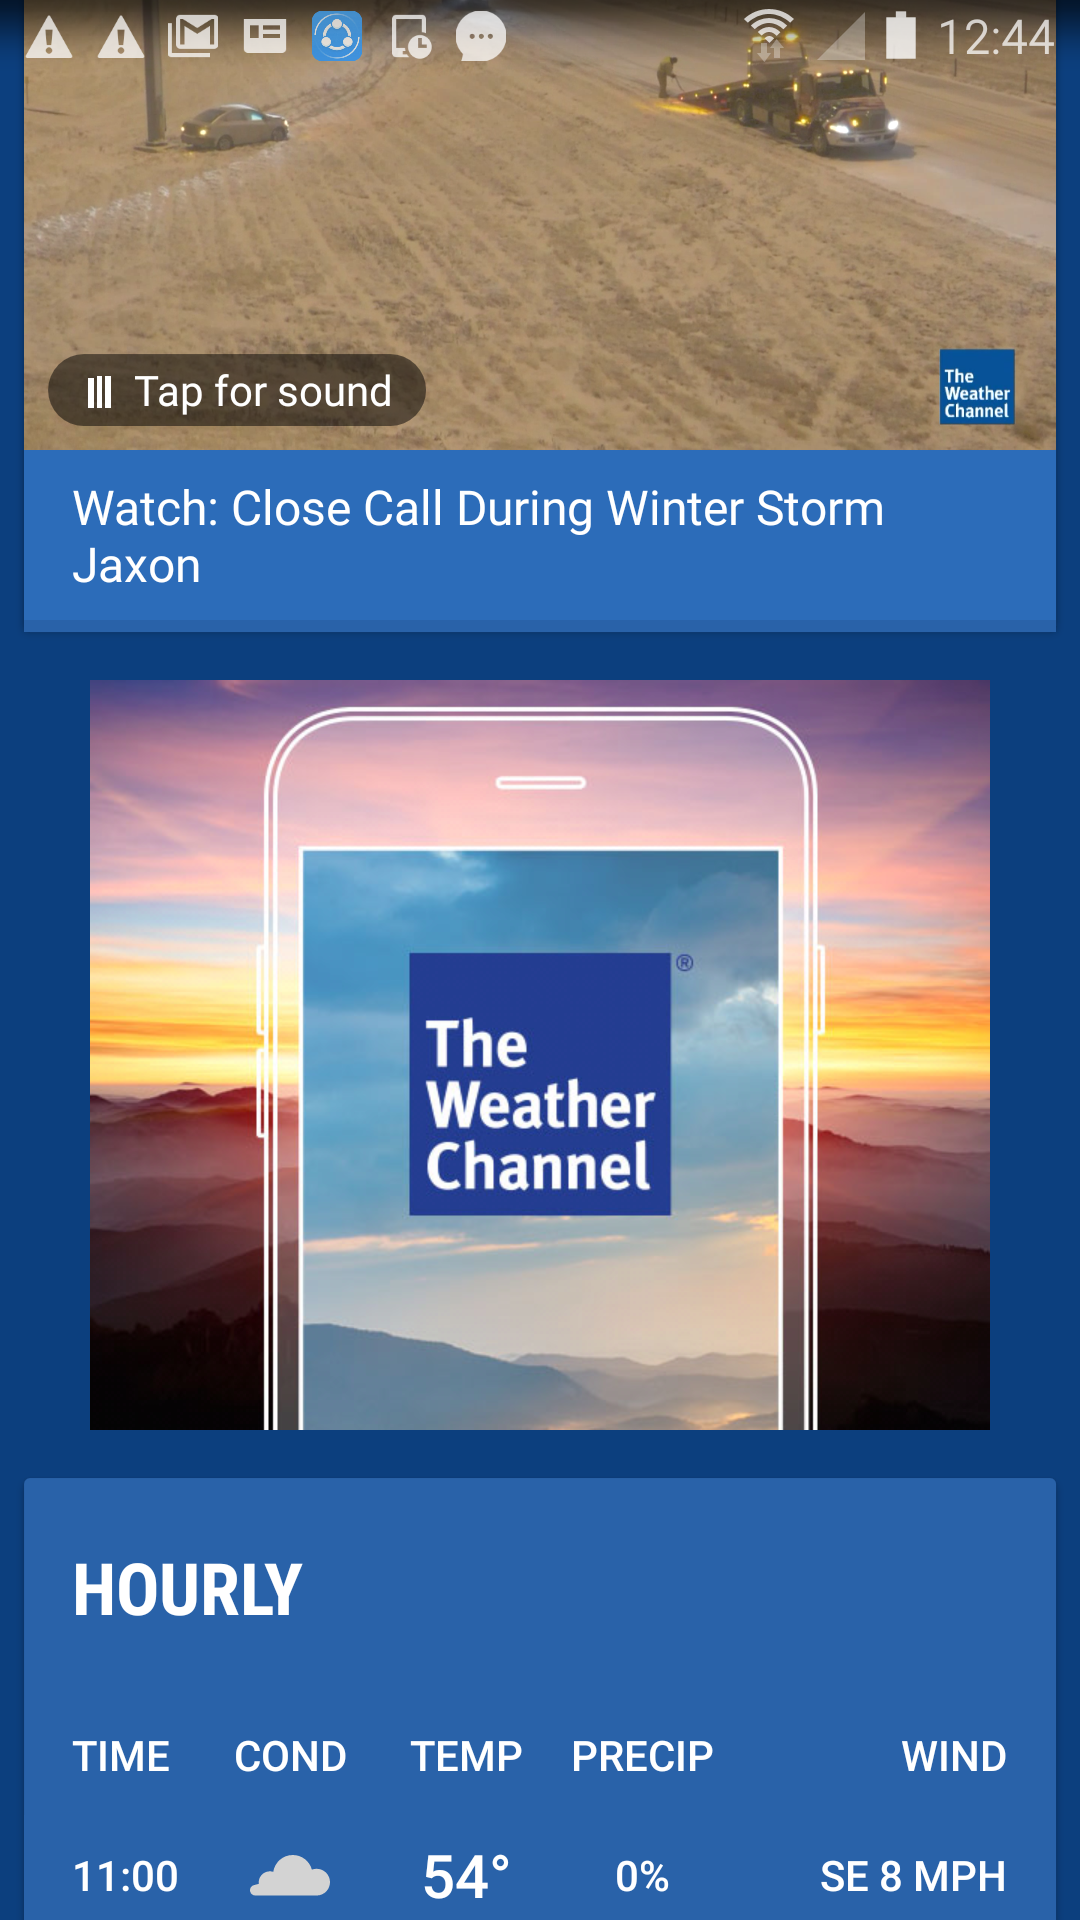 12:44
Tap for sound
The
Weather
Channel
Watch: Close Call During Winter Storm
Jaxon
The
Weather
Channel
®
HOURLY
TIME COND TEMP PRECIP WIND
11:00 54° 0% SE 8 MPH